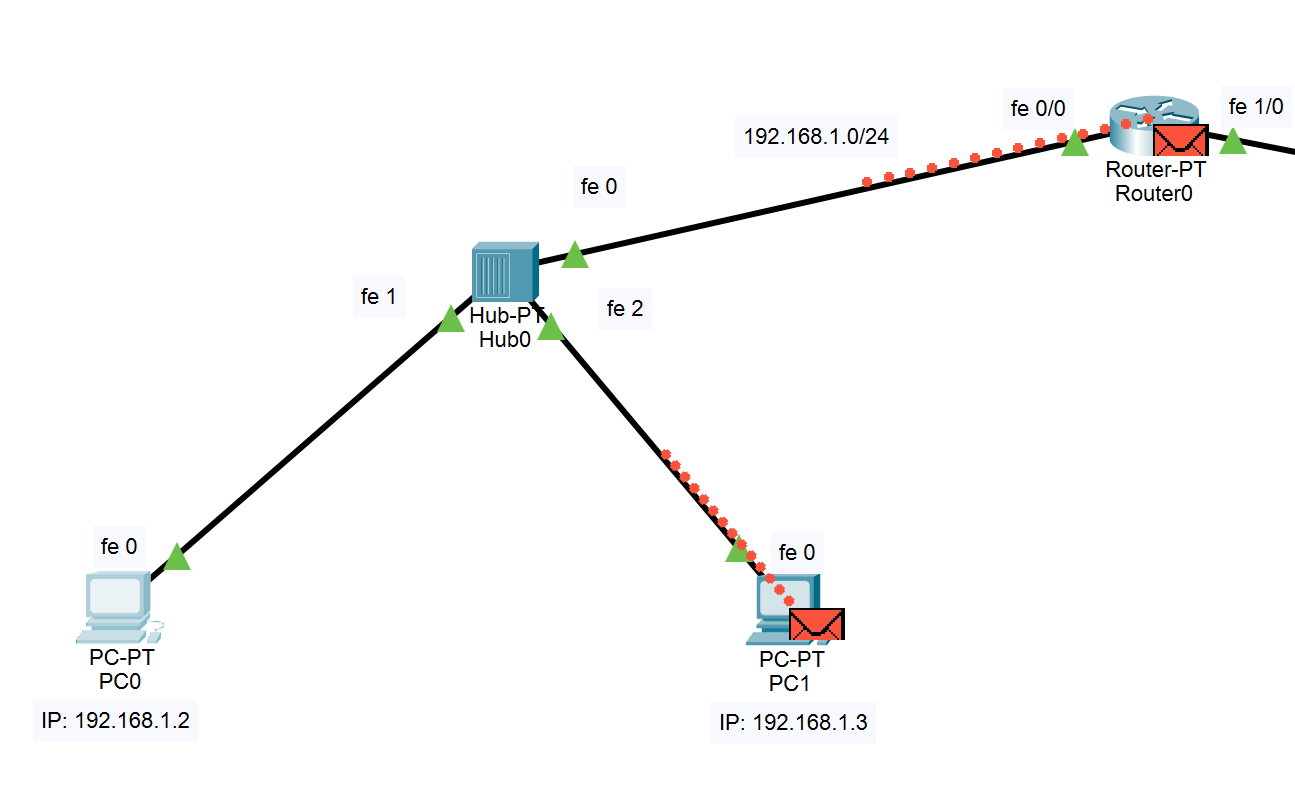 fe 0/0
fe 1/0
192.168.1.0/24
Router-PT
Router0
fe 0
fe 1
fe 2
Hub-PT
Hub0
fe 0
fe 0
PC-PT
PC0
PC-PT
PC1
IP: 192.168.1.2
IP: 192.168.1.3